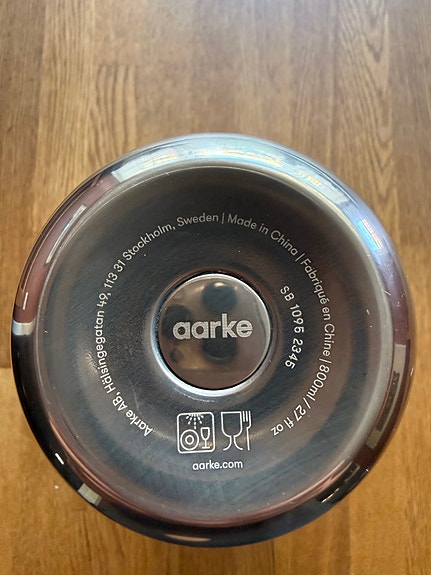 Aarke AB, Hälsingegatan 49, 113 31 Stockholm, Sweden | Made in China | Fabriqué en Chine | 800ml / 27 fl oz
SB 1095 2345
aarke
aarke.com